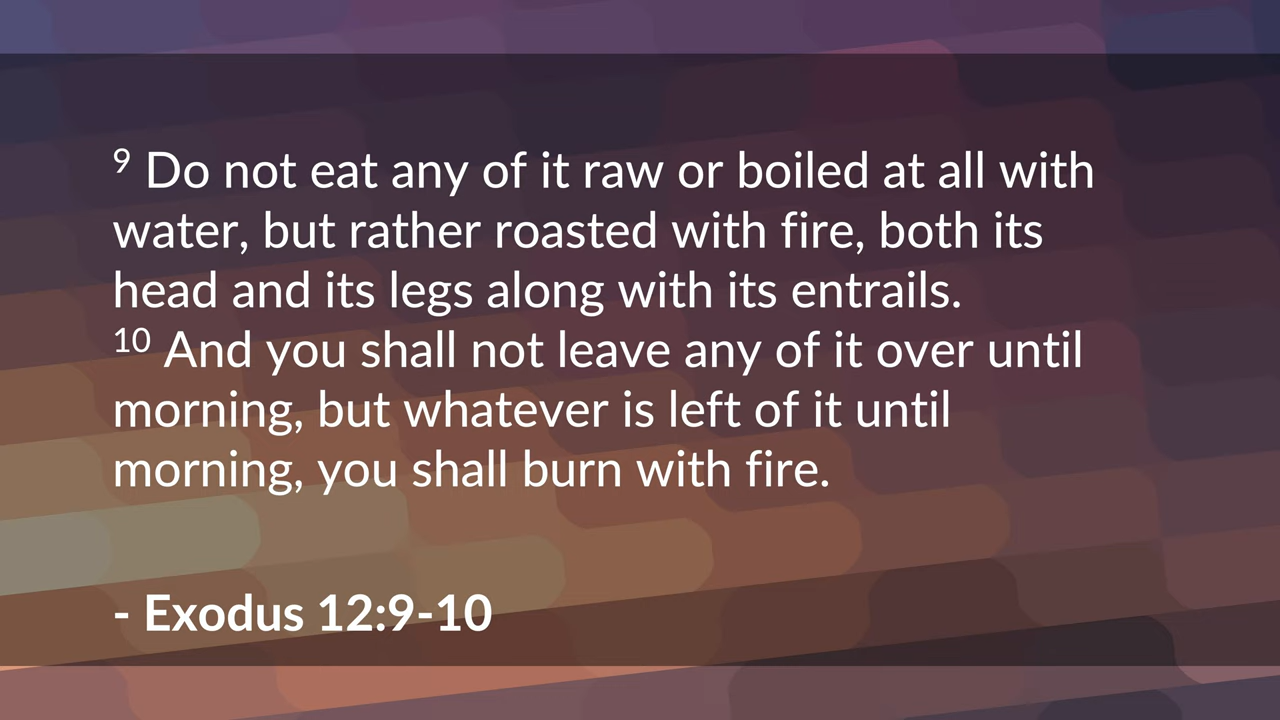 9 Do not eat any of it raw or boiled at all with
water, but rather roasted with fire, both its
head and its legs along with its entrails.
10 And you shall not leave any of it over until
morning, but whatever is left of it until
morning, you shall burn with fire.
- Exodus 12:9-10